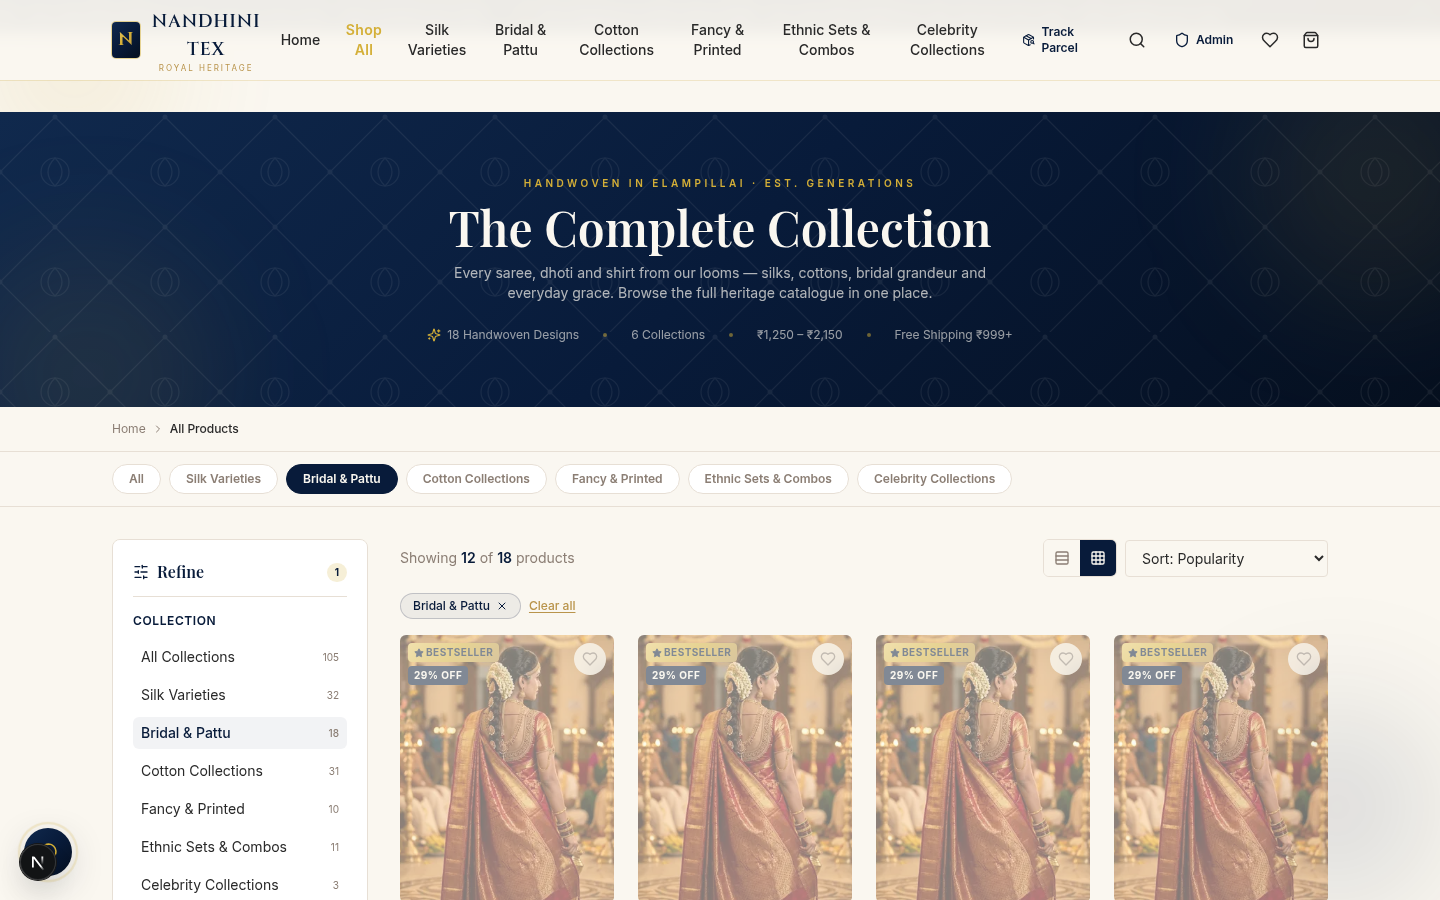 N
NANDHINI
TEX
ROYAL HERITAGE
Home
Shop
All
Silk
Varieties
Bridal &
Pattu
Cotton
Collections
Fancy &
Printed
Ethnic Sets &
Combos
Celebrity
Collections
Track
Parcel
Admin
HANDWOVEN IN ELAMPILLAI · EST. GENERATIONS
The Complete Collection
Every saree, dhoti and shirt from our looms — silks, cottons, bridal grandeur and
everyday grace. Browse the full heritage catalogue in one place.
18 Handwoven Designs • 6 Collections • ₹1,250 – ₹2,150 • Free Shipping ₹999+
Home > All Products
All
Silk Varieties
Bridal & Pattu
Cotton Collections
Fancy & Printed
Ethnic Sets & Combos
Celebrity Collections
Refine 1
COLLECTION
All Collections 105
Silk Varieties 32
Bridal & Pattu 18
Cotton Collections 31
Fancy & Printed 10
Ethnic Sets & Combos 11
Celebrity Collections 3
N
Showing 12 of 18 products
Sort: Popularity
Bridal & Pattu ×
Clear all
BESTSELLER
29% OFF
BESTSELLER
29% OFF
BESTSELLER
29% OFF
BESTSELLER
29% OFF